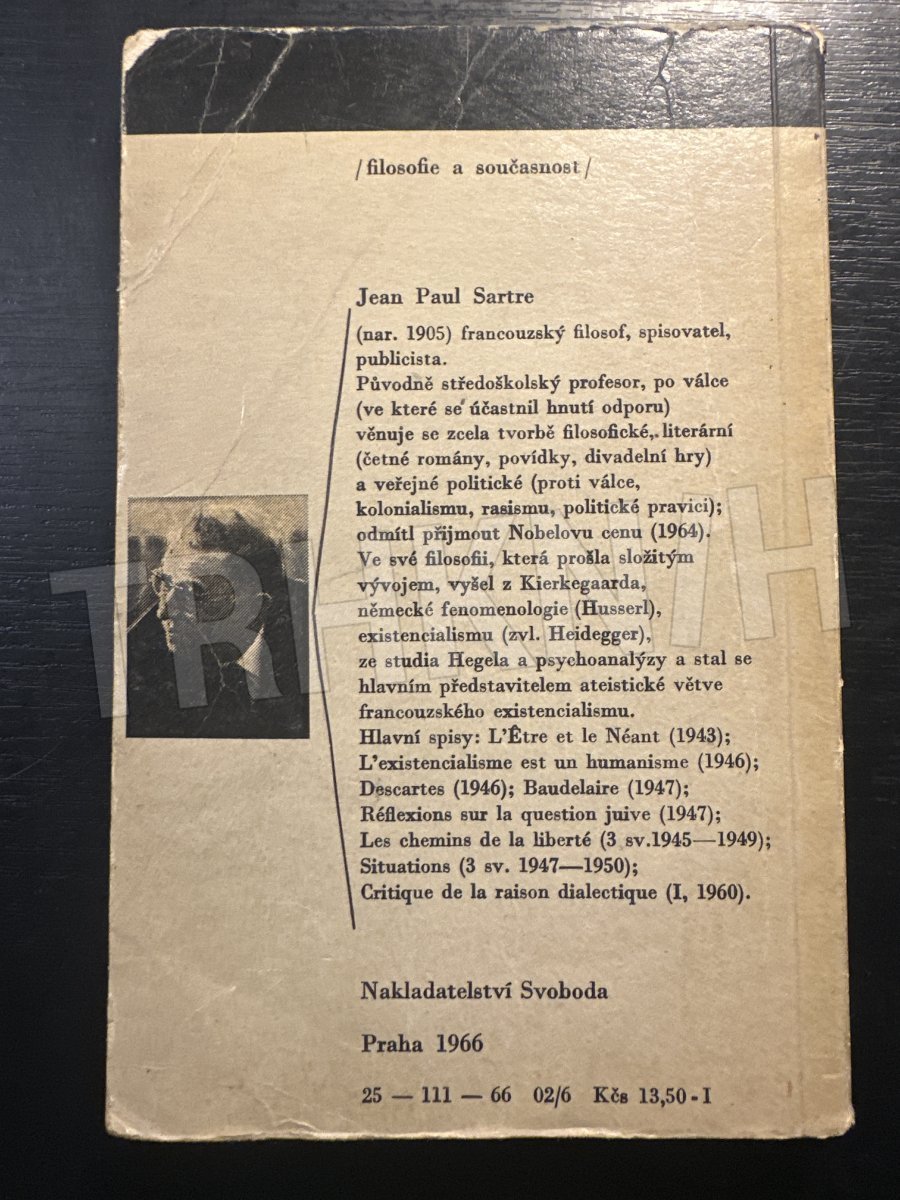 /filosofie a současnost/
Jean Paul Sartre
(nar. 1905) francouzský filosof, spisovatel,
publicista.
Původně středoškolský profesor, po válce
(ve které se účastnil hnutí odporu)
věnuje se zcela tvorbě filosofické, literární
(četné romány, povídky, divadelní hry)
a veřejné politické (proti válce,
kolonialismu, rasismu, politické pravici);
odmítl přijmout Nobelovu cenu (1964).
Ve své filosofii, která prošla složitým
vývojem, vyšel z Kierkegaarda,
německé fenomenologie (Husserl),
existencialismu (zvl. Heidegger),
ze studia Hegela a psychoanalýzy a stal se
hlavním představitelem ateistické větve
francouzského existencialismu.
Hlavní spisy: L'Être et le Néant (1943);
L'existencialisme est un humanisme (1946);
Descartes (1946); Baudelaire (1947);
Réflexions sur la question juive (1947);
Les chemins de la liberté (3 sv.1945—1949);
Situations (3 sv. 1947—1950);
Critique de la raison dialectique (I, 1960).
Nakladatelství Svoboda
Praha 1966
25 — 111 — 66 02/6 Kčs 13,50 - I